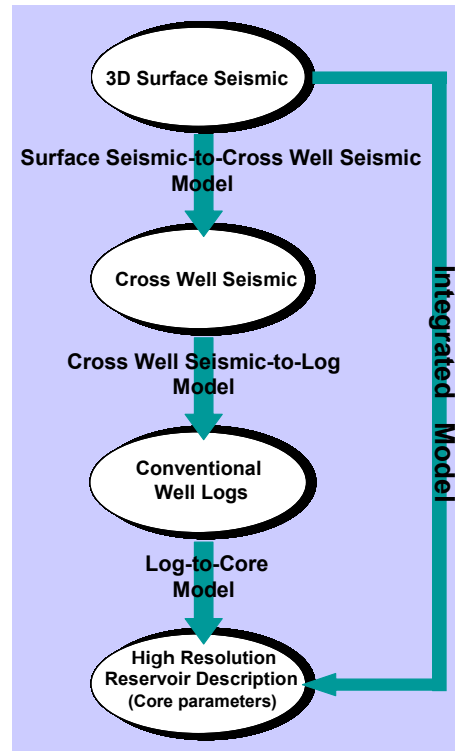 3D Surface Seismic
Surface Seismic-to-Cross Well Seismic
Model
Cross Well Seismic
Cross Well Seismic-to-Log
Model
Conventional
Well Logs
Log-to-Core
Model
High Resolution
Reservoir Description
(Core parameters)
Integrated Model